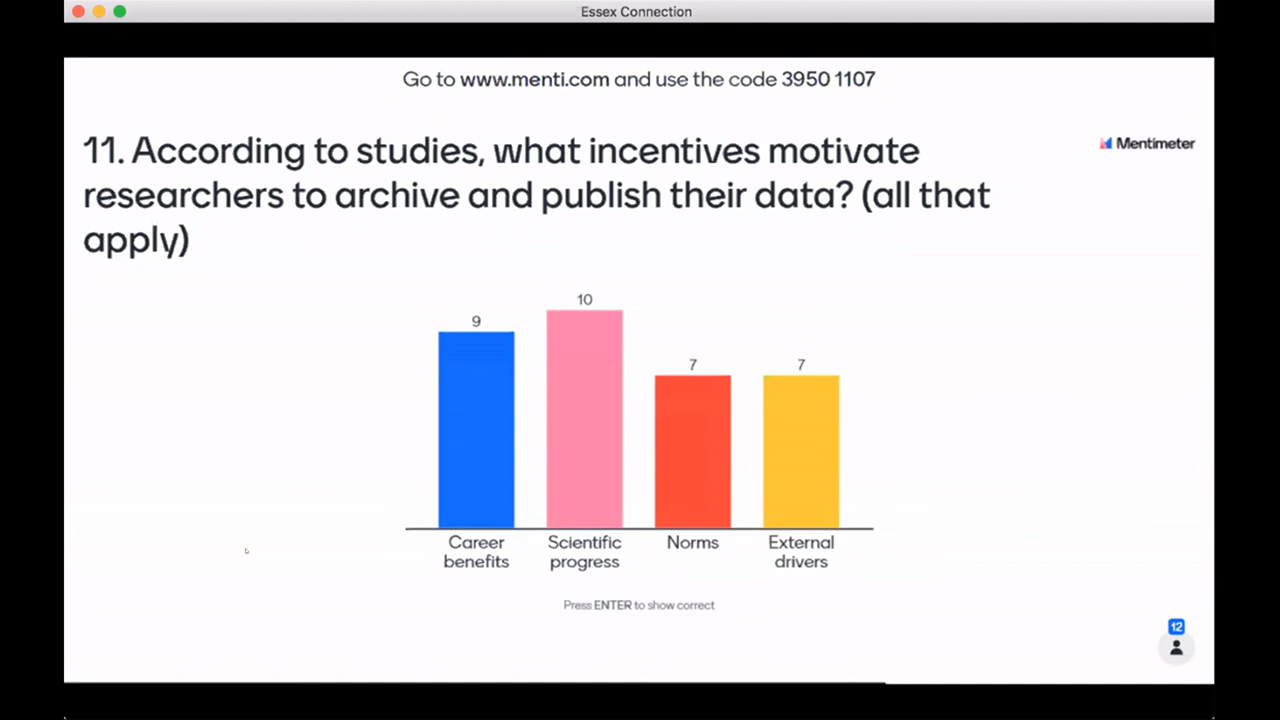 Essex Connection
Go to www.menti.com and use the code 3950 1107
11. According to studies, what incentives motivate
researchers to archive and publish their data? (all that
apply)
Mentimeter
9
10
7
7
Career
benefits
Scientific
progress
Norms
External
drivers
Press ENTER to show correct
12